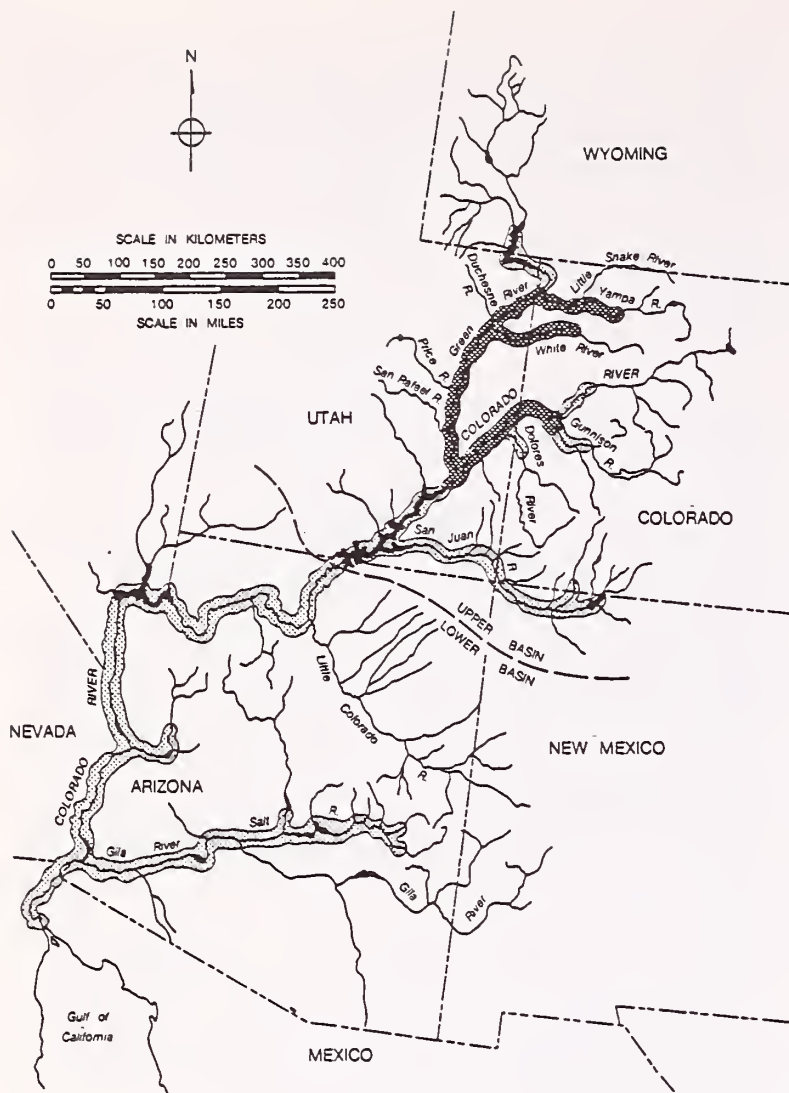 N
WYOMING
SCALE IN KILOMETERS
0 50 100 150 200 250 300 350 400
0 50 100 150 200 250
SCALE IN MILES
Duchesne
R.
Green
River
Little
Snake River
Yampa R.
White River
Price R.
San Rafael R.
UTAH
COLORADO
RIVER
Gunnison
R.
Dolores
River
COLORADO
San Juan
R.
UPPER BASIN
LOWER BASIN
Little
Colorado
R.
RIVER
NEVADA
COLORADO
ARIZONA
NEW MEXICO
Salt
R.
Gila River
Gila
River
Gulf of
California
MEXICO